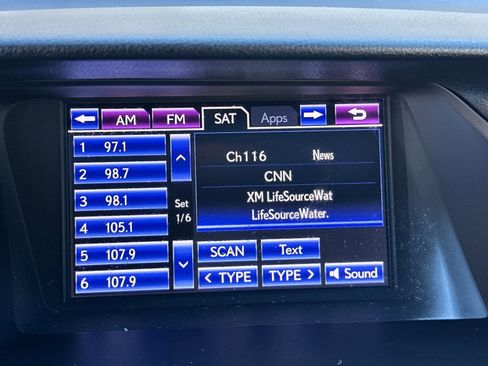 AM FM SAT Apps
1 97.1
2 98.7
3 98.1
4 105.1
5 107.9
6 107.9
Set
1/6
Ch116 News
CNN
XM LifeSourceWat
LifeSourceWater.
SCAN Text
< TYPE TYPE > Sound